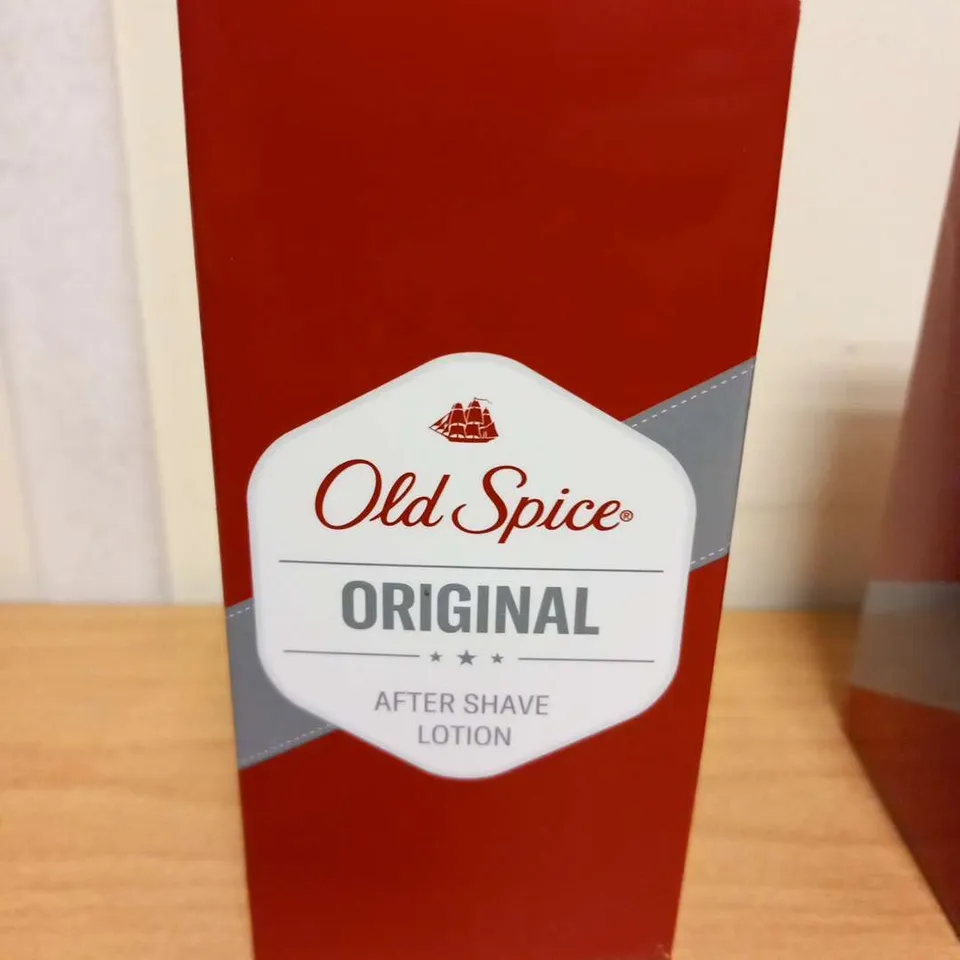 Old Spice®
ORIGINAL
AFTER SHAVE
LOTION